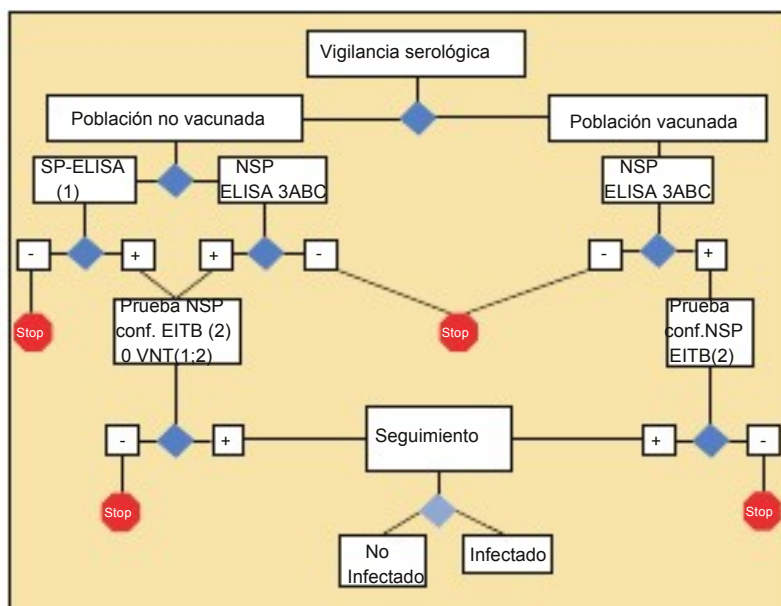 Vigilancia serológica
Población no vacunada
Población vacunada
SP-ELISA
(1)
NSP
ELISA 3ABC
NSP
ELISA 3ABC
-
+
+
-
-
+
Stop
Prueba NSP
conf. EITB (2)
0 VNT(1;2)
Stop
Prueba
conf.NSP
EITB(2)
-
+
Seguimiento
+
-
Stop
Stop
No
Infectado
Infectado